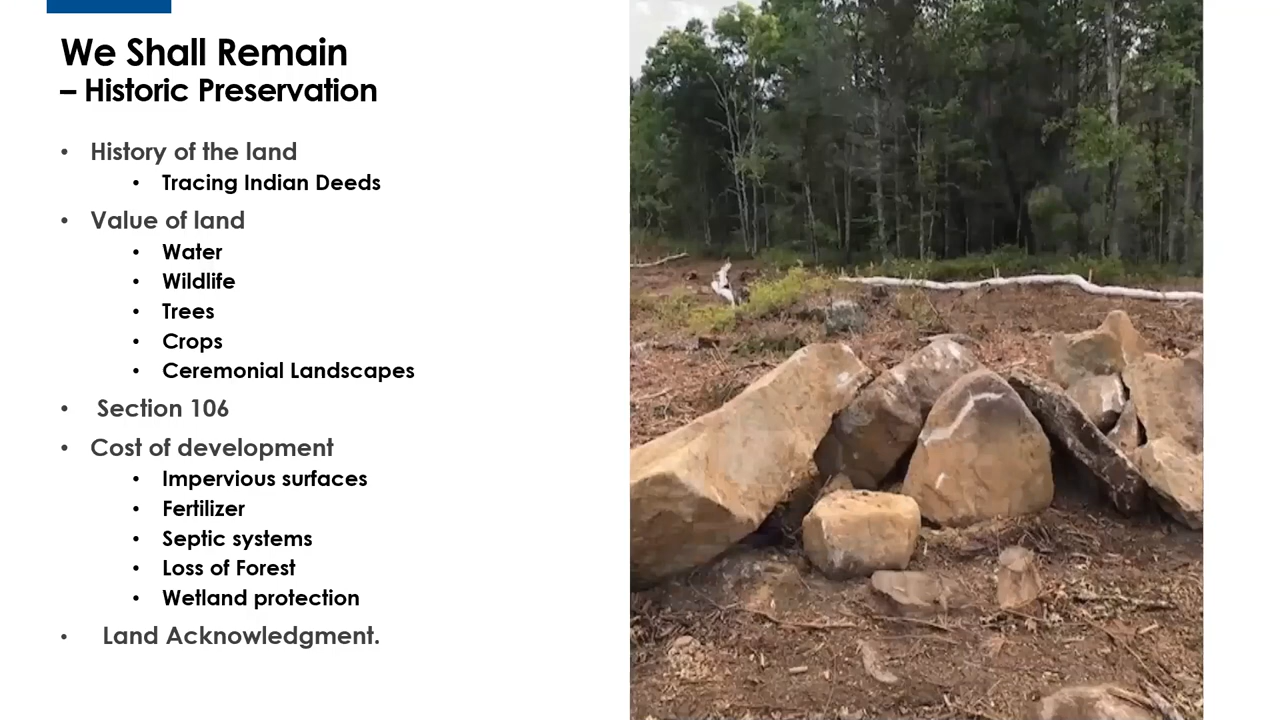 We Shall Remain
– Historic Preservation
• History of the land
• Tracing Indian Deeds
• Value of land
• Water
• Wildlife
• Trees
• Crops
• Ceremonial Landscapes
• Section 106
• Cost of development
• Impervious surfaces
• Fertilizer
• Septic systems
• Loss of Forest
• Wetland protection
• Land Acknowledgment.